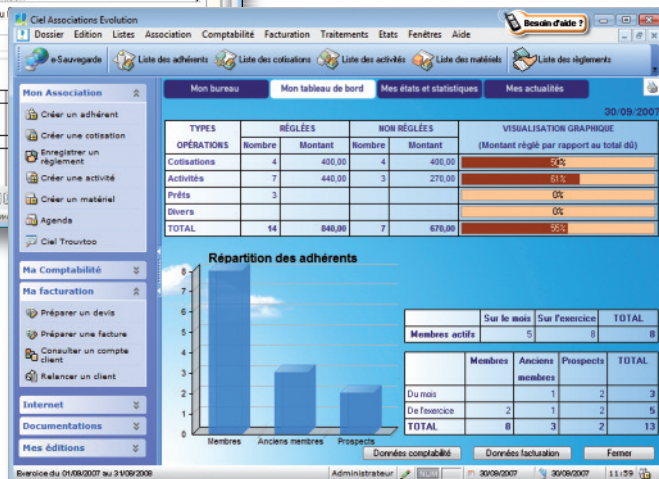 Ciel Associations Evolution
Besoin d'aide ?
Dossier Edition Listes Association Comptabilité Facturation Traitements Etats Fenêtres Aide
e-Sauvegarde Liste des adhérents Liste des cotisations Liste des activités Liste des matériels Liste des règlements
Mon Association
Créer un adhérent
Créer une cotisation
Enregistrer un
règlement
Créer une activité
Créer un matériel
Agenda
Ciel Trouvtoo
Ma Comptabilité
Ma facturation
Préparer un devis
Préparer une facture
Consulter un compte
client
Relancer un client
Internet
Documentations
Mes éditions
Mon bureau Mon tableau de bord Mes états et statistiques Mes actualités
30/09/2007
TYPES RÉGLÉES NON RÉGLÉES VISUALISATION GRAPHIQUE
OPÉRATIONS Nombre Montant Nombre Montant (Montant réglé par rapport au total dû)
Cotisations 4 400,00 4 400,00 50%
Activités 7 440,00 3 270,00 61%
Prêts 3 0%
Divers 0%
TOTAL 14 840,00 7 670,00 55%
Répartition des adhérents
8
7
6
5
4
3
2
1
0
Membres Anciens membres Prospects
Sur le mois Sur l'exercice TOTAL
Membres actifs 5 8 8
Membres Anciens Prospects TOTAL
membres
Du mois 1 2 3
De l'exercice 2 1 2 5
TOTAL 8 3 2 13
Données comptabilité Données facturation Fermer
Exercice du 01/09/2007 au 31/08/2008 Administrateur NUM 30/09/2007 30/09/2007 11:59